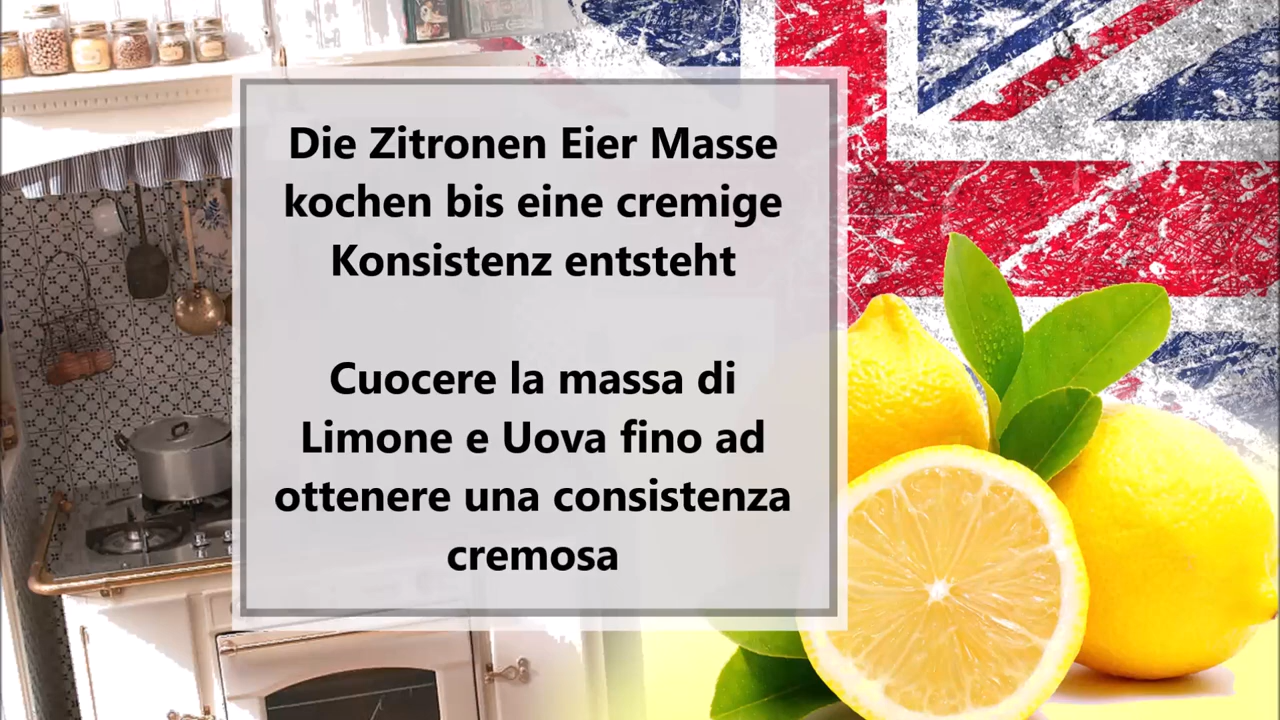 Die Zitronen Eier Masse
kochen bis eine cremige
Konsistenz entsteht
Cuocere la massa di
Limone e Uova fino ad
ottenere una consistenza
cremosa